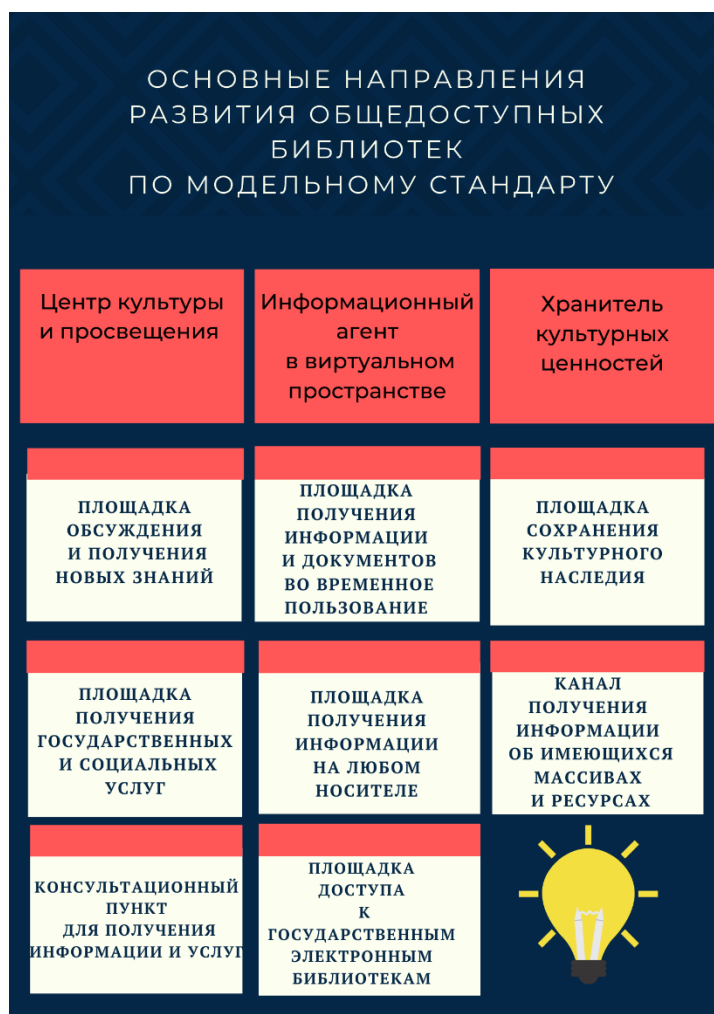 ОСНОВНЫЕ НАПРАВЛЕНИЯ
РАЗВИТИЯ ОБЩЕДОСТУПНЫХ
БИБЛИОТЕК
ПО МОДЕЛЬНОМУ СТАНДАРТУ
Центр культуры
и просвещения
Информационный
агент
в виртуальном
пространстве
Хранитель
культурных
ценностей
ПЛОЩАДКА
ОБСУЖДЕНИЯ
И ПОЛУЧЕНИЯ
НОВЫХ ЗНАНИЙ
ПЛОЩАДКА
ПОЛУЧЕНИЯ
ИНФОРМАЦИИ
И ДОКУМЕНТОВ
ВО ВРЕМЕННОЕ
ПОЛЬЗОВАНИЕ
ПЛОЩАДКА
СОХРАНЕНИЯ
КУЛЬТУРНОГО
НАСЛЕДИЯ
ПЛОЩАДКА
ПОЛУЧЕНИЯ
ГОСУДАРСТВЕННЫХ
И СОЦИАЛЬНЫХ
УСЛУГ
ПЛОЩАДКА
ПОЛУЧЕНИЯ
ИНФОРМАЦИИ
НА ЛЮБОМ
НОСИТЕЛЕ
КАНАЛ
ПОЛУЧЕНИЯ
ИНФОРМАЦИИ
ОБ ИМЕЮЩИХСЯ
МАССИВАХ
И РЕСУРСАХ
КОНСУЛЬТАЦИОННЫЙ
ПУНКТ
ДЛЯ ПОЛУЧЕНИЯ
ИНФОРМАЦИИ И УСЛУГ
ПЛОЩАДКА
ДОСТУПА
К
ГОСУДАРСТВЕННЫМ
ЭЛЕКТРОННЫМ
БИБЛИОТЕКАМ